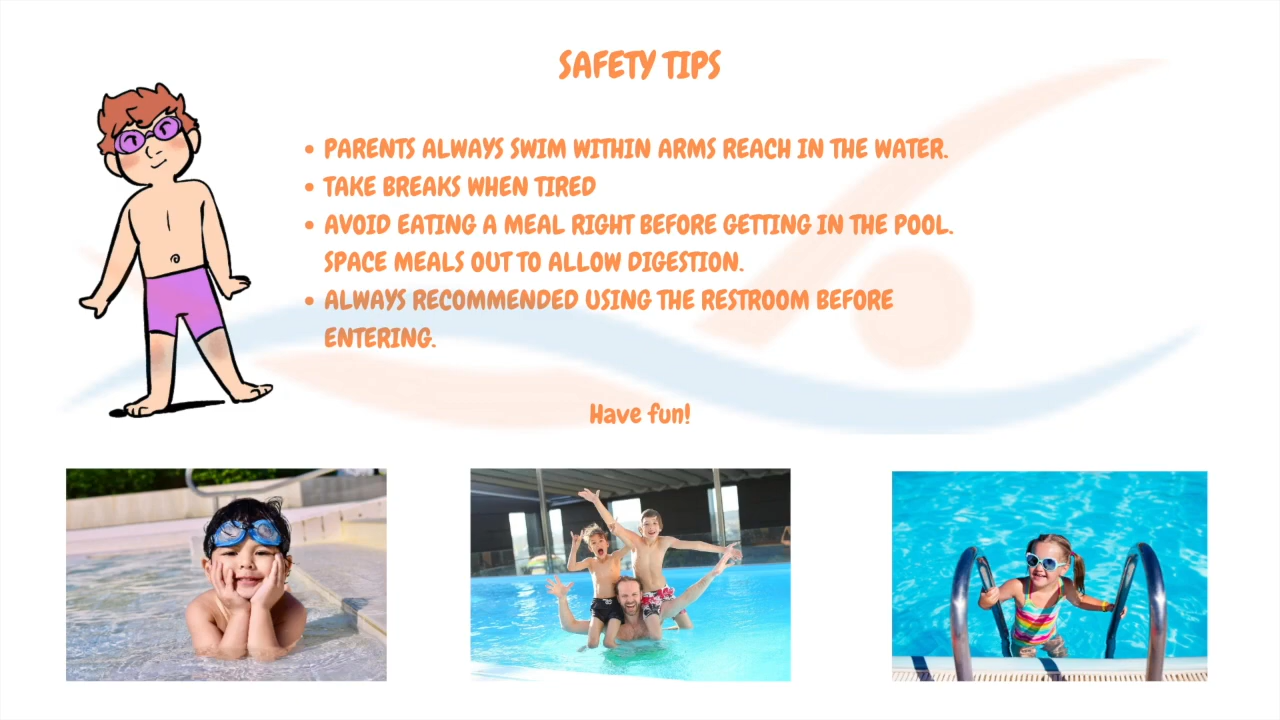 SAFETY TIPS
• PARENTS ALWAYS SWIM WITHIN ARMS REACH IN THE WATER.
• TAKE BREAKS WHEN TIRED
• AVOID EATING A MEAL RIGHT BEFORE GETTING IN THE POOL.
SPACE MEALS OUT TO ALLOW DIGESTION.
• ALWAYS RECOMMENDED USING THE RESTROOM BEFORE
ENTERING.
Have fun!